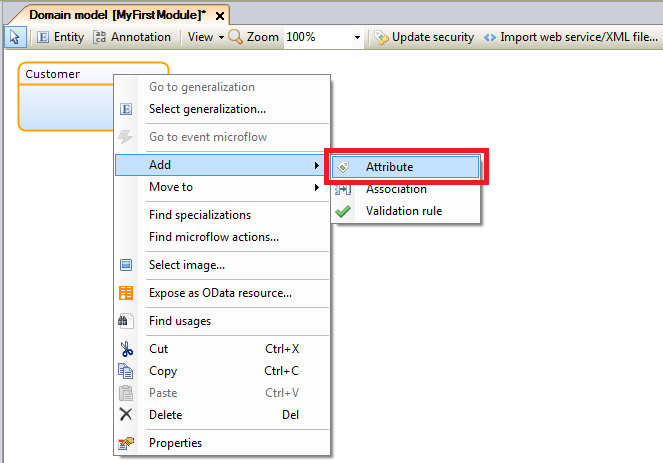 Domain model [MyFirstModule]*
Entity Annotation View Zoom 100% Update security Import web service/XML file...
Customer
Go to generalization
Select generalization...
Go to event microflow
Add
Attribute
Move to
Association
Find specializations
Validation rule
Find microflow actions...
Select image...
Expose as OData resource...
Find usages
Cut Ctrl+X
Copy Ctrl+C
Paste Ctrl+V
Delete Del
Properties